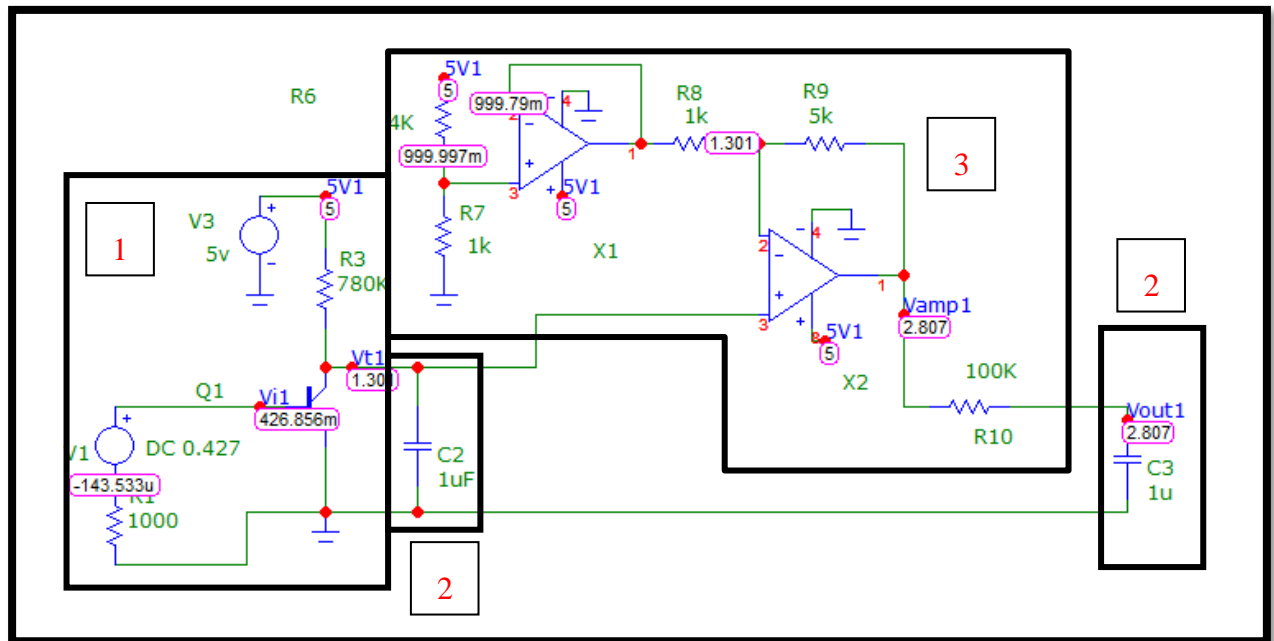 R6
5V1
5
4K
999.997m
R7
1k
999.79m
2
4
3
1
5V1
5
X1
R8
1k
1.301
R9
5k
3
2
4
3
1
5V1
5
X2
Vamp1
2.807
100K
R10
2
Vout1
2.807
C3
1u
1
V3
5v
5V1
5
R3
780K
Vt1
1.301
Q1
Vi1
426.856m
DC 0.427
-143.533u
R1
1000
C2
1uF
2